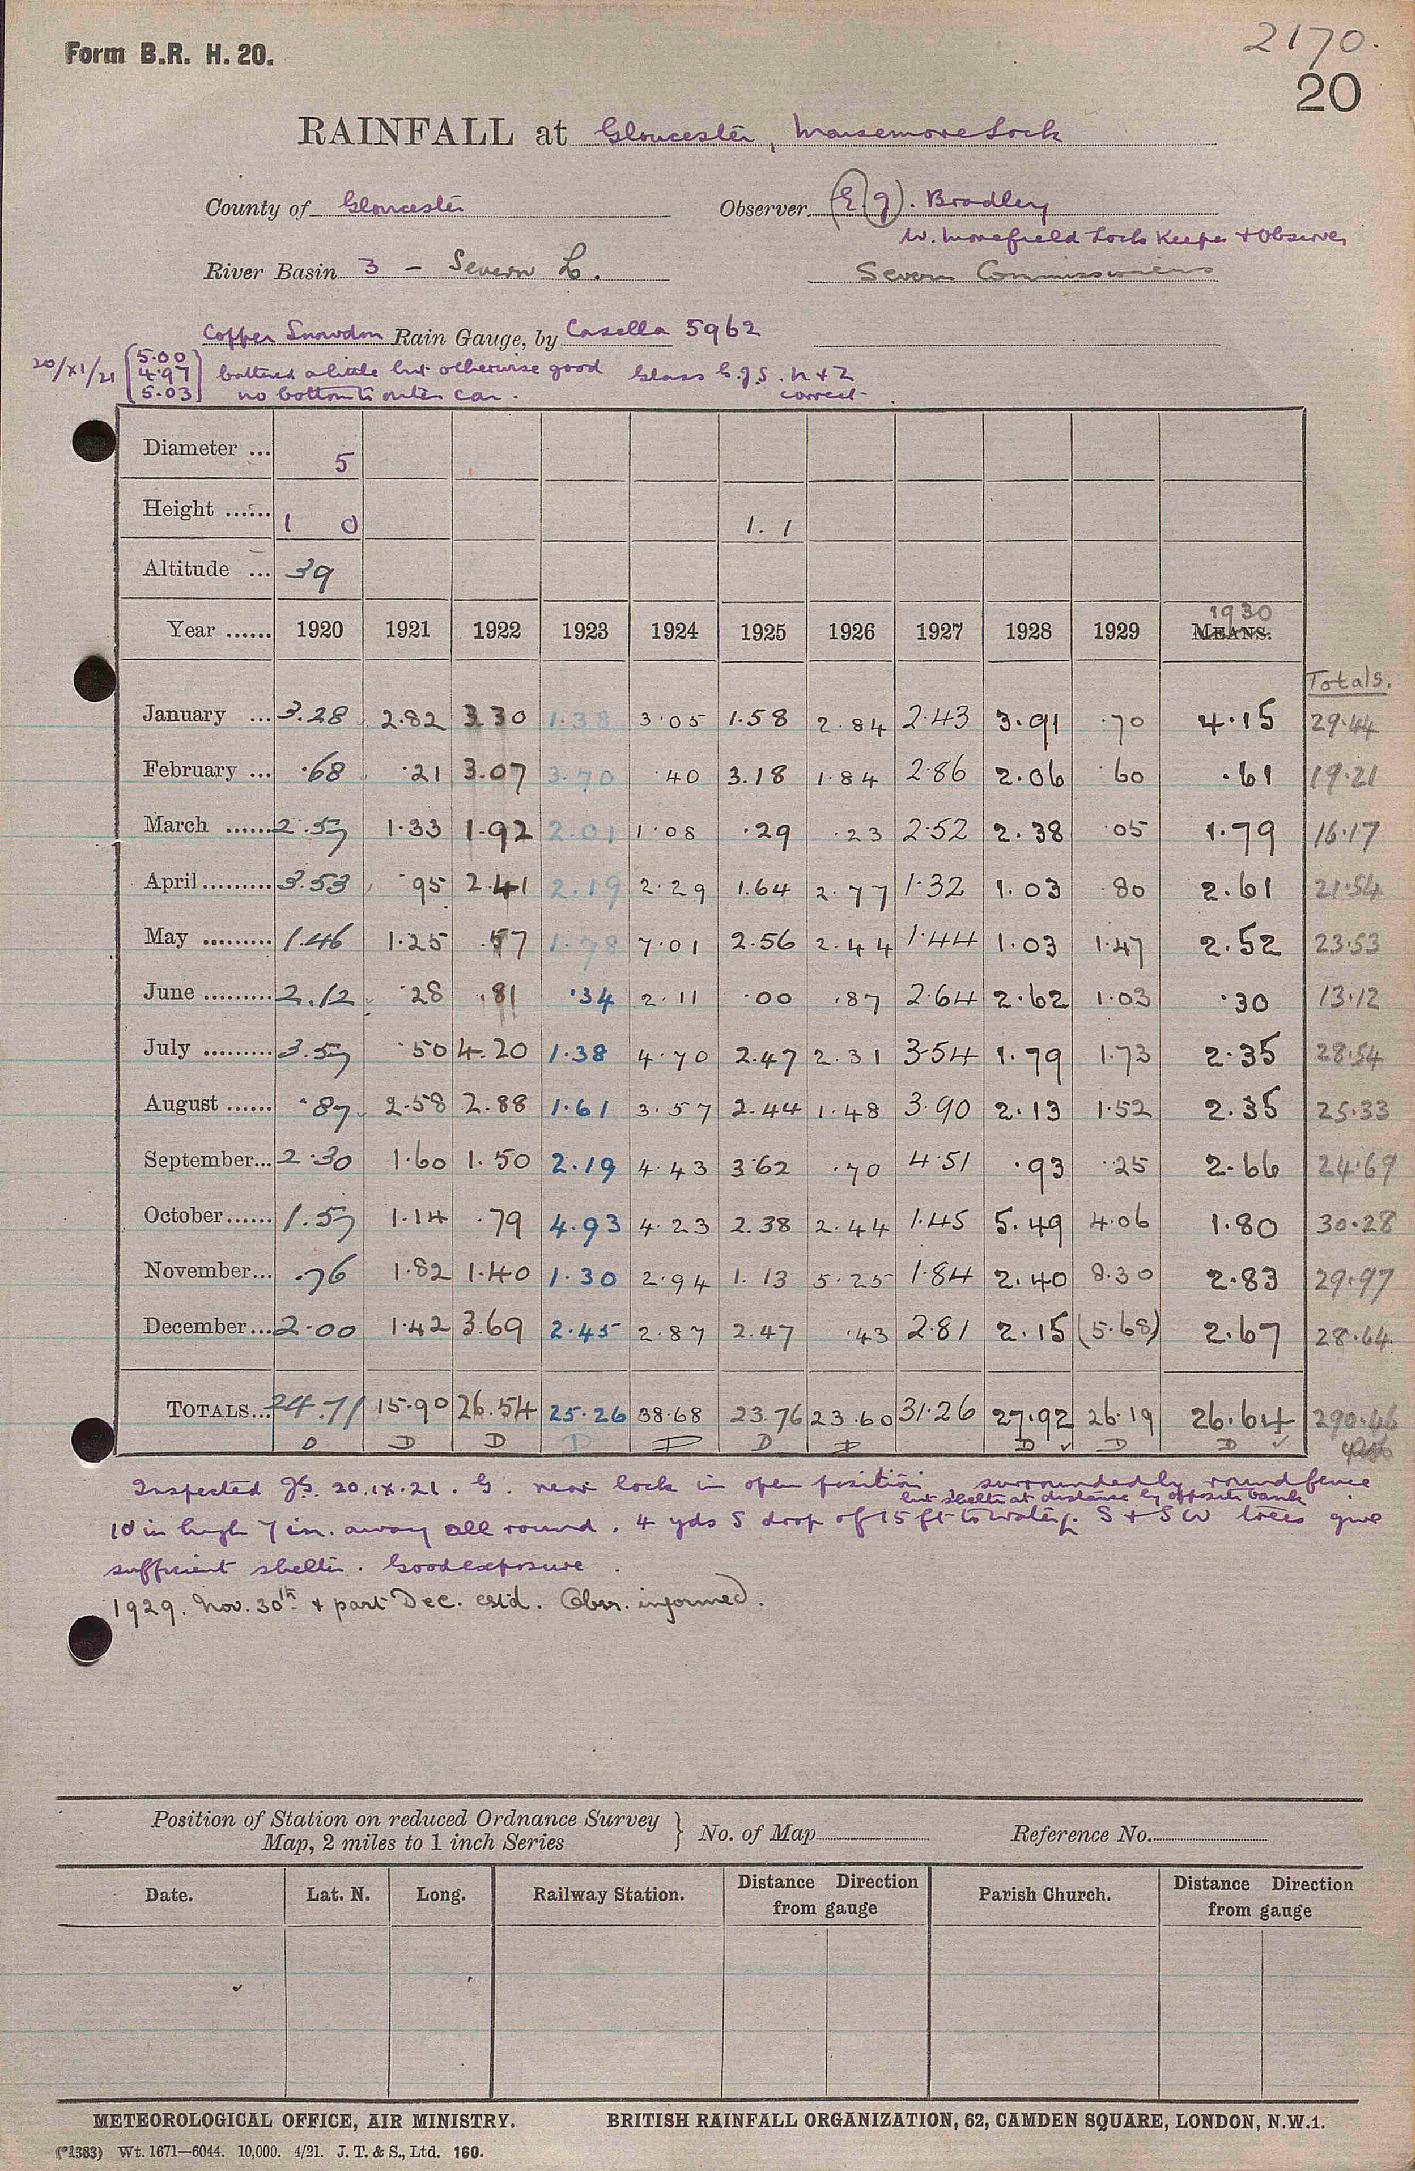 Form B.R. H. 20.
2170.
20
RAINFALL at Gloucester, Maisemore Lock
County of Gloucester Observer (E.J). Bradley
W. Morefield Lock Keeper + Observer
River Basin 3 — Severn L. Severn Commissioners
Copper Snowdon Rain Gauge, by Casella 5962
20/XI/21 5.00 4.97 5.03 battered a little but otherwise good Glass correct
no bottom to outer can.
Diameter ... 5
Height ...... 1 0 1.1
Altitude ... 39
Year ...... 1920 1921 1922 1923 1924 1925 1926 1927 1928 1929 MEANS. 1930
Totals.
January ... 3.28 2.82 3.30 1.38 3.05 1.58 2.84 2.43 3.91 .70 4.15 29.44
February ... .68 .21 3.07 3.70 .40 3.18 1.84 2.86 2.06 .60 .61 19.21
March ...... 2.57 1.33 1.92 2.01 1.08 .29 .23 2.52 2.38 .05 1.79 16.17
April ......... 3.53 .95 2.41 2.19 2.29 1.64 2.77 1.32 1.03 .80 2.61 21.54
May ......... 1.46 1.25 .57 1.78 7.01 2.56 2.44 1.44 1.03 1.47 2.52 23.53
June ......... 2.12 .28 .81 .34 2.11 .00 .87 2.64 2.62 1.03 .30 13.12
July ......... 3.57 .50 4.20 1.38 4.70 2.47 2.31 3.54 1.79 1.73 2.35 28.54
August ...... .87 2.58 2.88 1.61 3.57 2.44 1.48 3.90 2.13 1.52 2.35 25.33
September... 2.30 1.60 1.50 2.19 4.43 3.62 .70 4.51 .93 .25 2.66 24.69
October...... 1.57 1.14 .79 4.93 4.23 2.38 2.44 1.45 5.49 4.06 1.80 30.28
November... .76 1.82 1.40 1.30 2.94 1.13 5.25 1.84 2.40 8.30 2.83 29.97
December... 2.00 1.42 3.69 2.45 2.87 2.47 .43 2.81 2.15 (5.68) 2.67 28.64
TOTALS... 24.71 15.90 26.54 25.26 38.68 23.76 23.60 31.26 27.92 26.19 26.64 290.46
D D D D D D D D ✓ D D ✓
Inspected JS. 20.ix.21. G. near lock in open position surrounded by round fence
but shelter at distance by opposite bank
10 in high 7 in. away all round. 4 yds S drop of 15 ft to water. S + SW trees give
sufficient shelter. Good exposure.
1929. Nov. 30th + part Dec. estd. Obsr. informed.
Position of Station on reduced Ordnance Survey
Map, 2 miles to 1 inch Series } No. of Map Reference No.
Date. Lat. N. Long. Railway Station. Distance Direction from gauge Parish Church. Distance Direction from gauge
METEOROLOGICAL OFFICE, AIR MINISTRY. BRITISH RAINFALL ORGANIZATION, 62, CAMDEN SQUARE, LONDON, N.W.1.
(*1383) Wt. 1671—6044. 10,000. 4/21. J. T. & S., Ltd. 160.